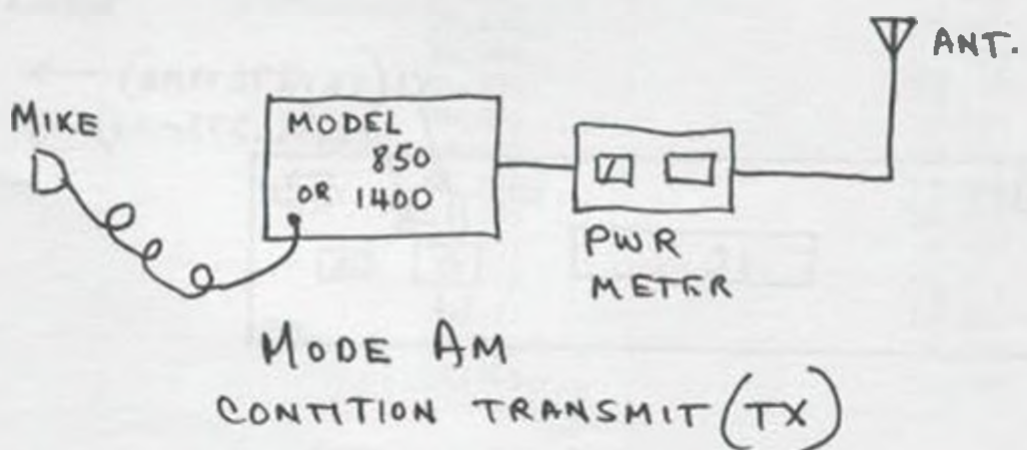 ANT.
MIKE
MODEL
850
OR 1400
PWR
METER
MODE AM
CONTITION TRANSMIT (TX)